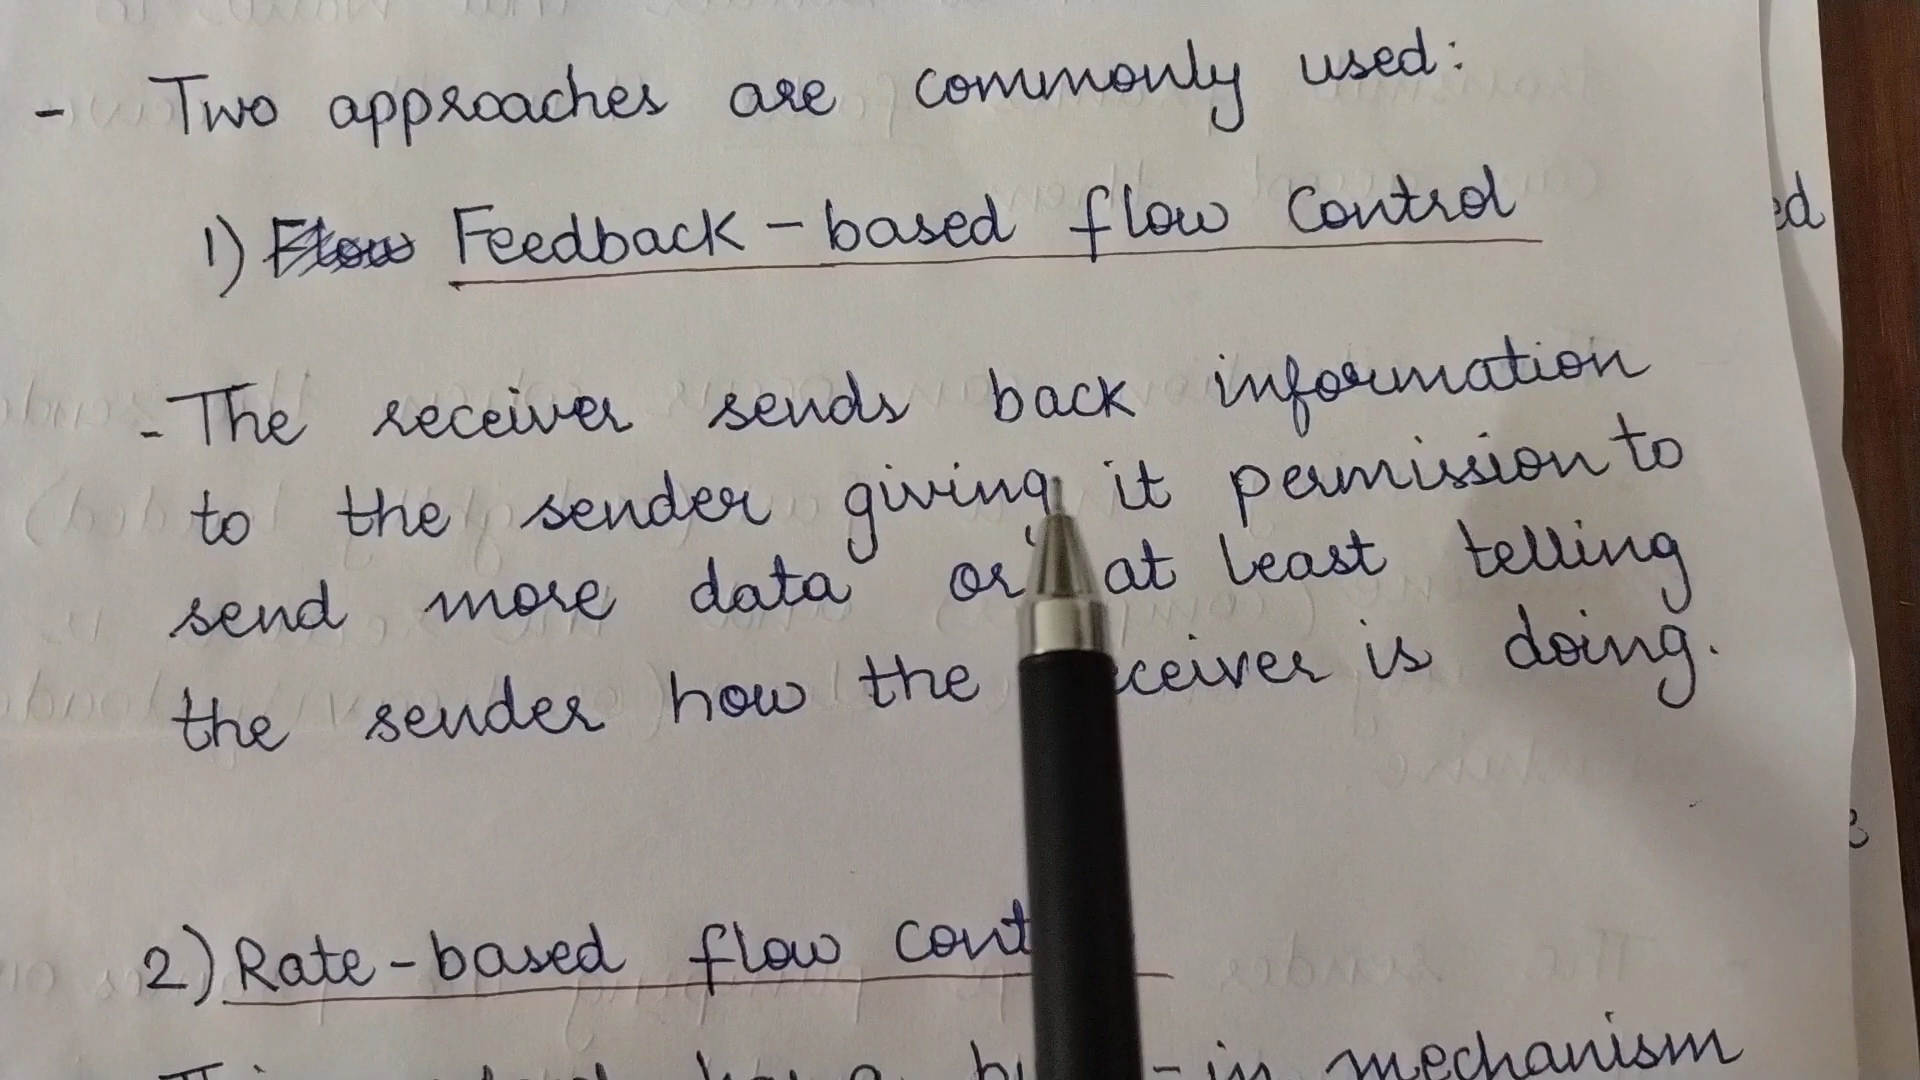 - Two approaches are commonly used:
1) Flow Feedback-based flow Control
- The receiver sends back information
to the sender giving it permission to
send more data or at least telling
the sender how the is doing.
2) Rate-based flow
mechanism